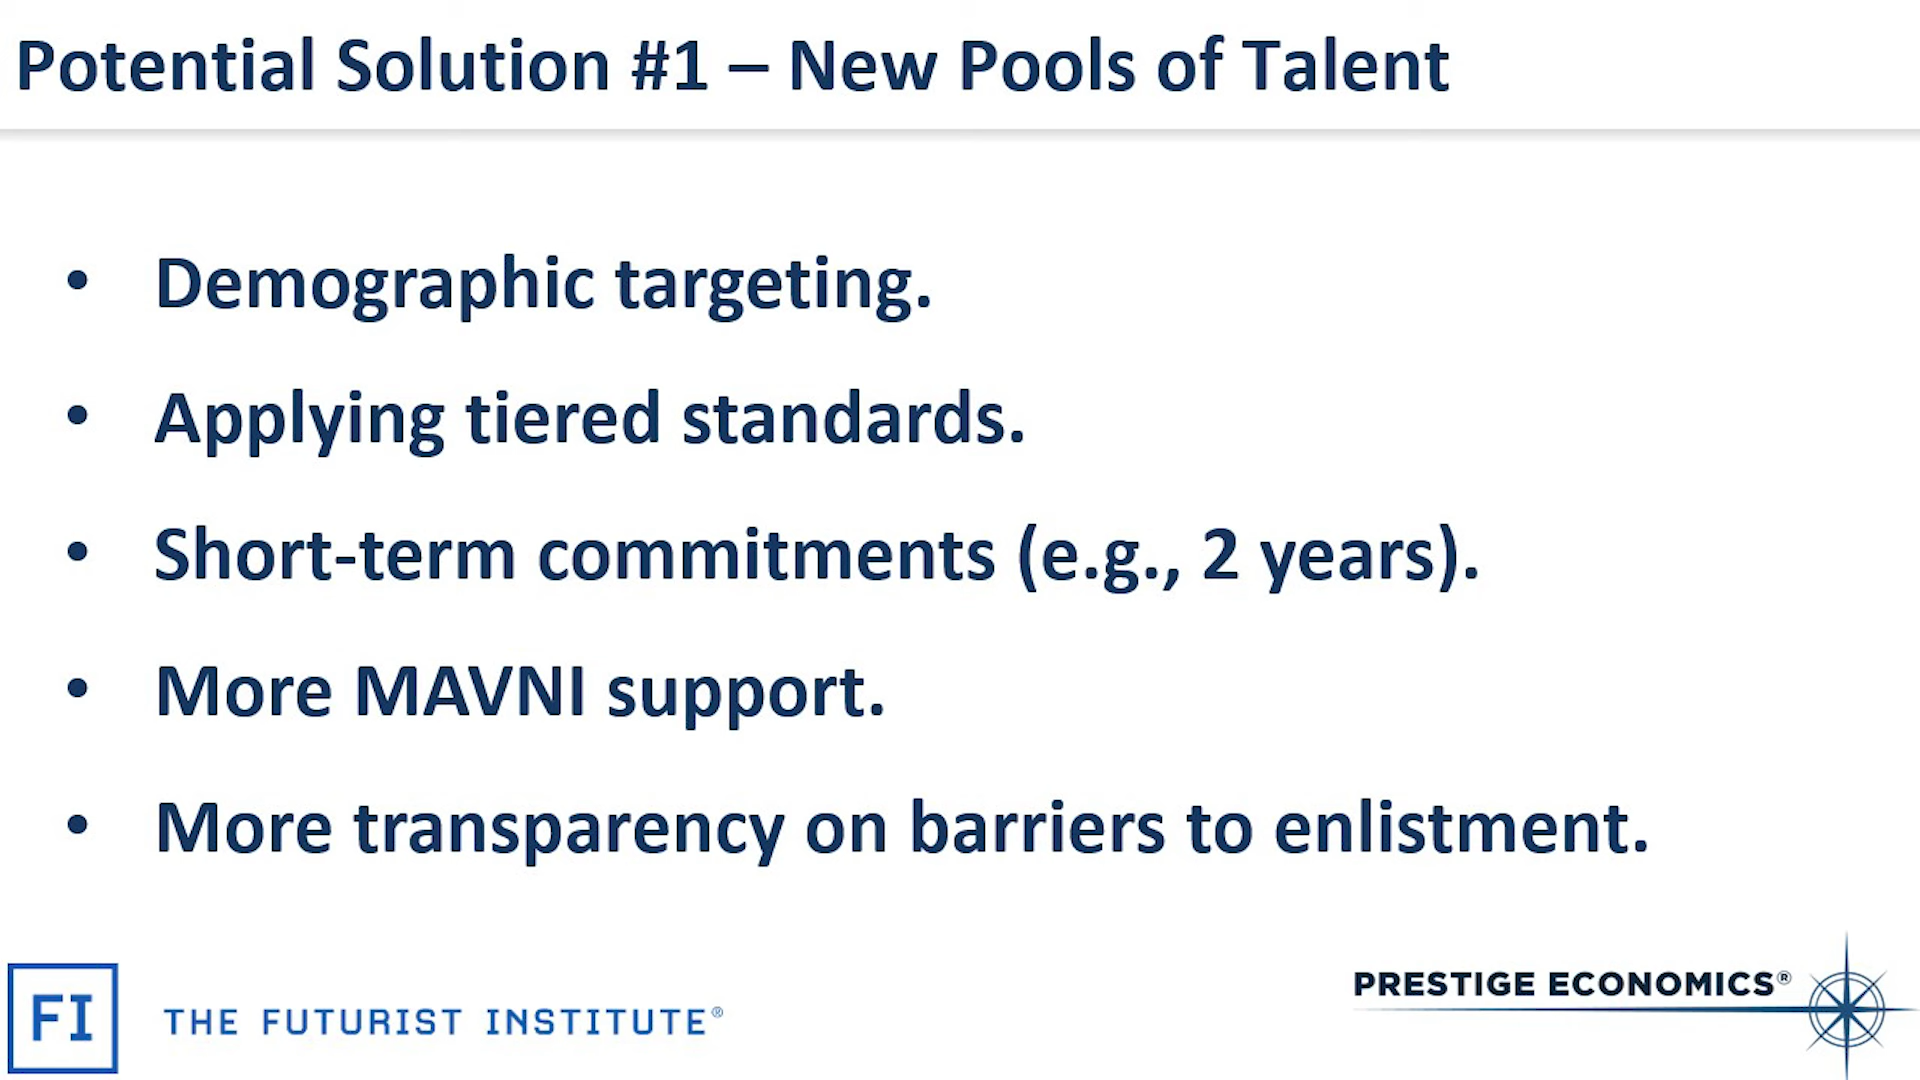 Potential Solution #1 – New Pools of Talent
• Demographic targeting.
• Applying tiered standards.
• Short-term commitments (e.g., 2 years).
• More MAVNI support.
• More transparency on barriers to enlistment.
FI THE FUTURIST INSTITUTE®
PRESTIGE ECONOMICS®